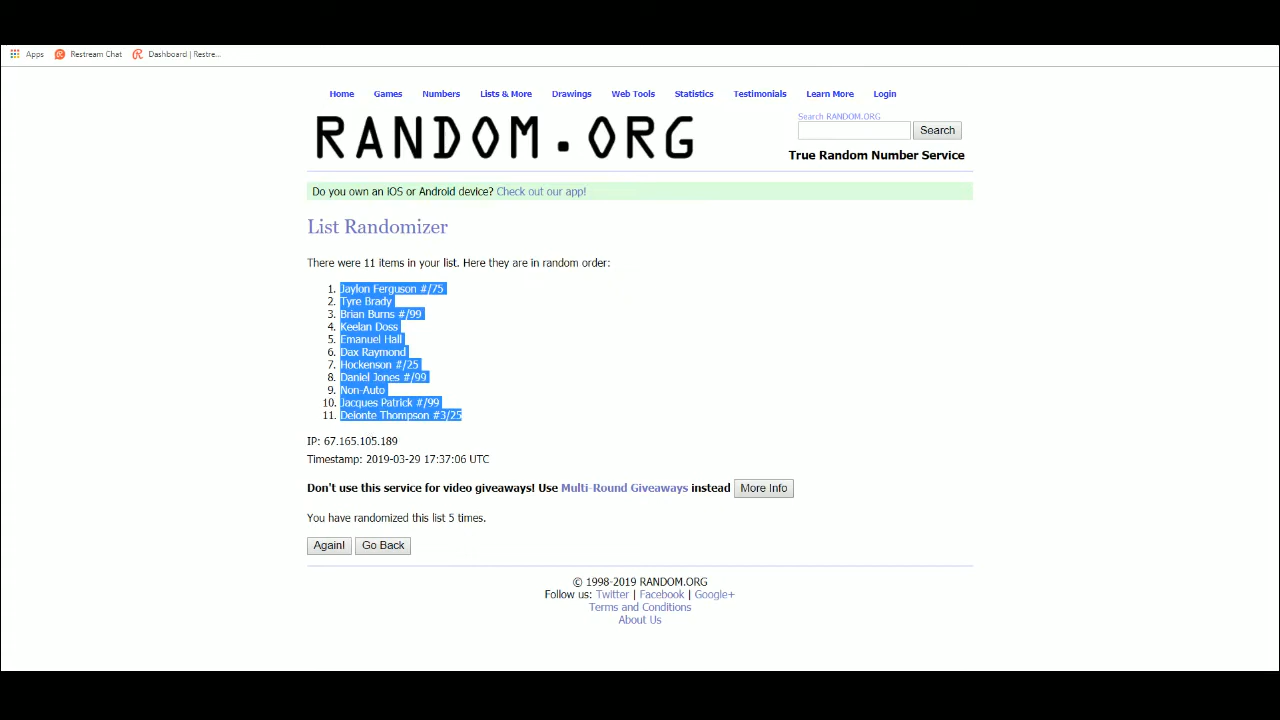 Apps Restream Chat Dashboard | Restre...
Home Games Numbers Lists & More Drawings Web Tools Statistics Testimonials Learn More Login
RANDOM.ORG
Search RANDOM.ORG
Search
True Random Number Service
Do you own an iOS or Android device? Check out our app!
List Randomizer
There were 11 items in your list. Here they are in random order:
1. Jaylon Ferguson #/75
2. Tyre Brady
3. Brian Burns #/99
4. Keelan Doss
5. Emanuel Hall
6. Dax Raymond
7. Hockenson #/25
8. Daniel Jones #/99
9. Non-Auto
10. Jacques Patrick #/99
11. Deionte Thompson #3/25
IP: 67.165.105.189
Timestamp: 2019-03-29 17:37:06 UTC
Don't use this service for video giveaways! Use Multi-Round Giveaways instead More Info
You have randomized this list 5 times.
Again! Go Back
© 1998-2019 RANDOM.ORG
Follow us: Twitter | Facebook | Google+
Terms and Conditions
About Us